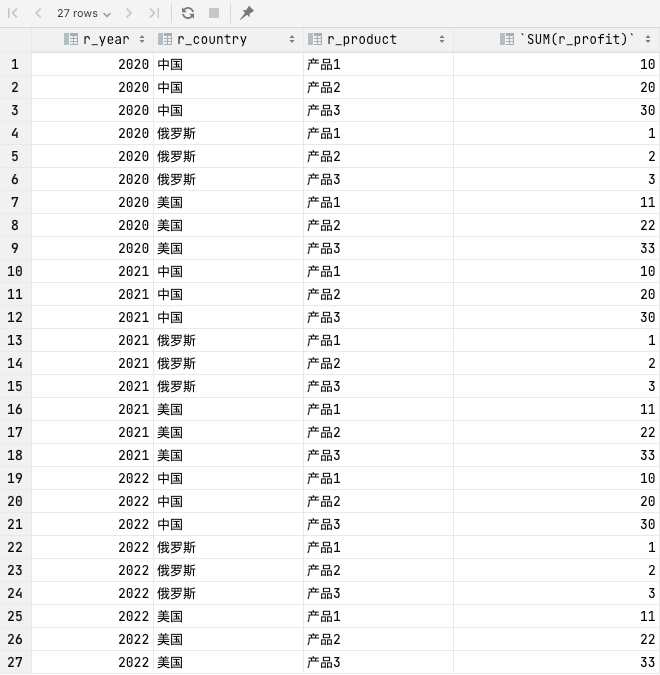 27 rows
r_year r_country r_product `SUM(r_profit)`
1 2020 中国 产品1 10
2 2020 中国 产品2 20
3 2020 中国 产品3 30
4 2020 俄罗斯 产品1 1
5 2020 俄罗斯 产品2 2
6 2020 俄罗斯 产品3 3
7 2020 美国 产品1 11
8 2020 美国 产品2 22
9 2020 美国 产品3 33
10 2021 中国 产品1 10
11 2021 中国 产品2 20
12 2021 中国 产品3 30
13 2021 俄罗斯 产品1 1
14 2021 俄罗斯 产品2 2
15 2021 俄罗斯 产品3 3
16 2021 美国 产品1 11
17 2021 美国 产品2 22
18 2021 美国 产品3 33
19 2022 中国 产品1 10
20 2022 中国 产品2 20
21 2022 中国 产品3 30
22 2022 俄罗斯 产品1 1
23 2022 俄罗斯 产品2 2
24 2022 俄罗斯 产品3 3
25 2022 美国 产品1 11
26 2022 美国 产品2 22
27 2022 美国 产品3 33